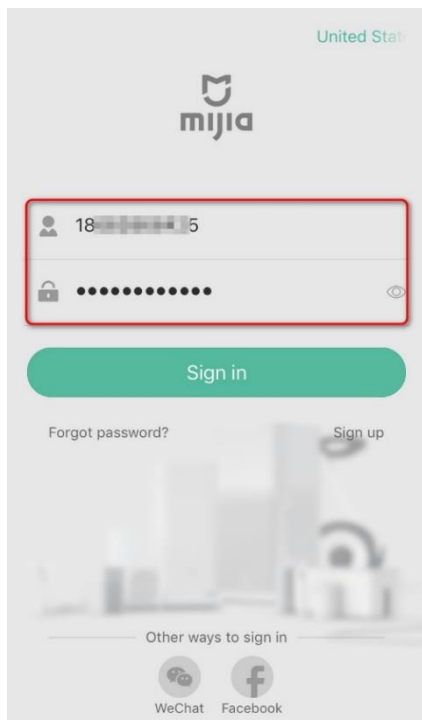 United Stat
mijia
18 5
Sign in
Forgot password?
Sign up
Other ways to sign in
WeChat
Facebook